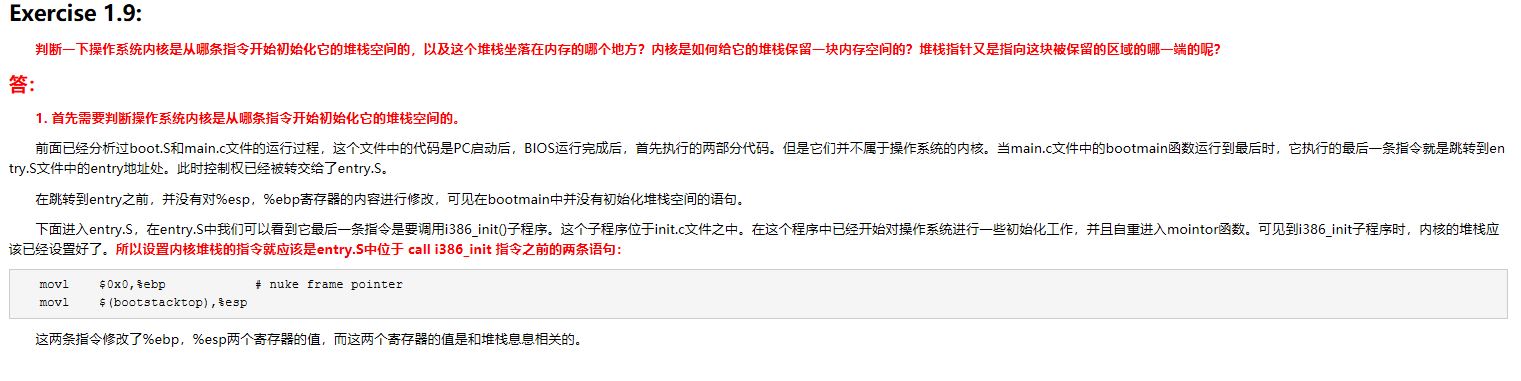 Exercise 1.9:
判断一下操作系统内核是从哪条指令开始初始化它的堆栈空间的，以及这个堆栈坐落在内存的哪个地方？内核是如何给它的堆栈保留一块内存空间的？堆栈指针又是指向这块被保留的区域的哪一端的呢？
答：
1. 首先需要判断操作系统内核是从哪条指令开始初始化它的堆栈空间的。
前面已经分析过boot.S和main.c文件的运行过程，这个文件中的代码是PC启动后，BIOS运行完成后，首先执行的两部分代码。但是它们并不属于操作系统的内核。当main.c文件中的bootmain函数运行到最后时，它执行的最后一条指令就是跳转到en
try.S文件中的entry地址处。此时控制权已经被转交给了entry.S。
在跳转到entry之前，并没有对%esp，%ebp寄存器的内容进行修改，可见在bootmain中并没有初始化堆栈空间的语句。
下面进入entry.S，在entry.S中我们可以看到它最后一条指令是要调用i386_init()子程序。这个子程序位于init.c文件之中。在这个程序中已经开始对操作系统进行一些初始化工作，并且自重进入mointor函数。可见到i386_init子程序时，内核的堆栈应
该已经设置好了。所以设置内核堆栈的指令就应该是entry.S中位于 call i386_init 指令之前的两条语句：
movl    $0x0,%ebp            # nuke frame pointer
movl    $(bootstacktop),%esp
这两条指令修改了%ebp，%esp两个寄存器的值，而这两个寄存器的值是和堆栈息息相关的。